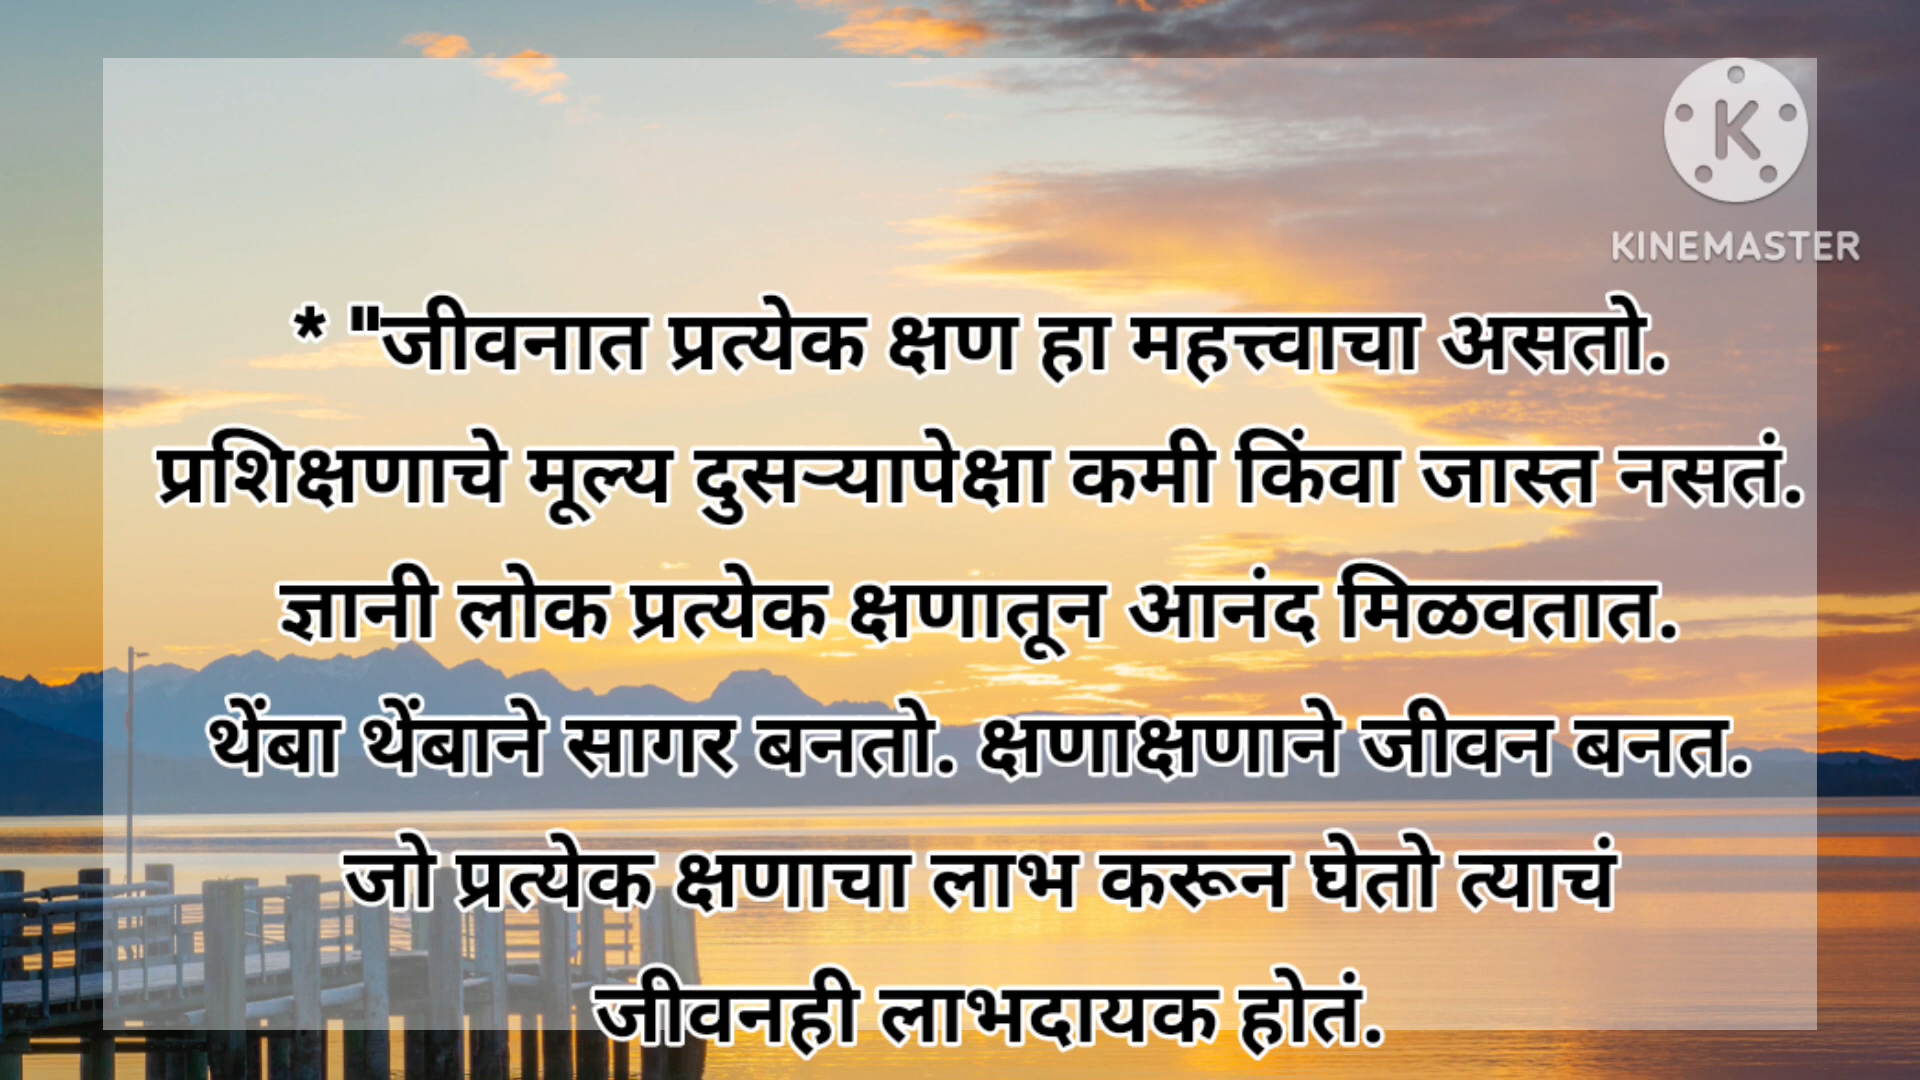 KINEMASTER
* "जीवनात प्रत्येक क्षण हा महत्त्वाचा असतो.
प्रशिक्षणाचे मूल्य दुसऱ्यापेक्षा कमी किंवा जास्त नसतं.
ज्ञानी लोक प्रत्येक क्षणातून आनंद मिळवतात.
थेंबा थेंबाने सागर बनतो. क्षणाक्षणाने जीवन बनत.
जो प्रत्येक क्षणाचा लाभ करून घेतो त्याचं
जीवनही लाभदायक होतं.